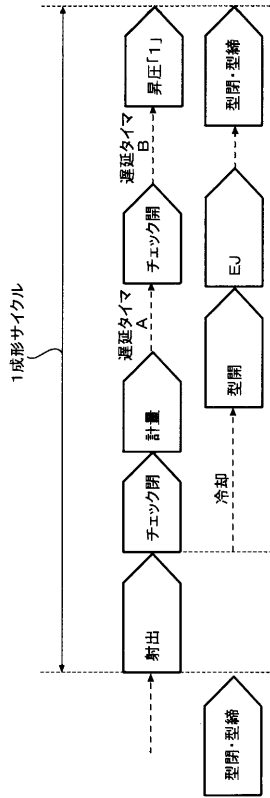 1成形サイクル
射出
チェック閉
計量
遅延タイマ
A
チェック開
遅延タイマ
B
昇圧「1」
型閉・型締
冷却
型開
EJ
型閉・型締